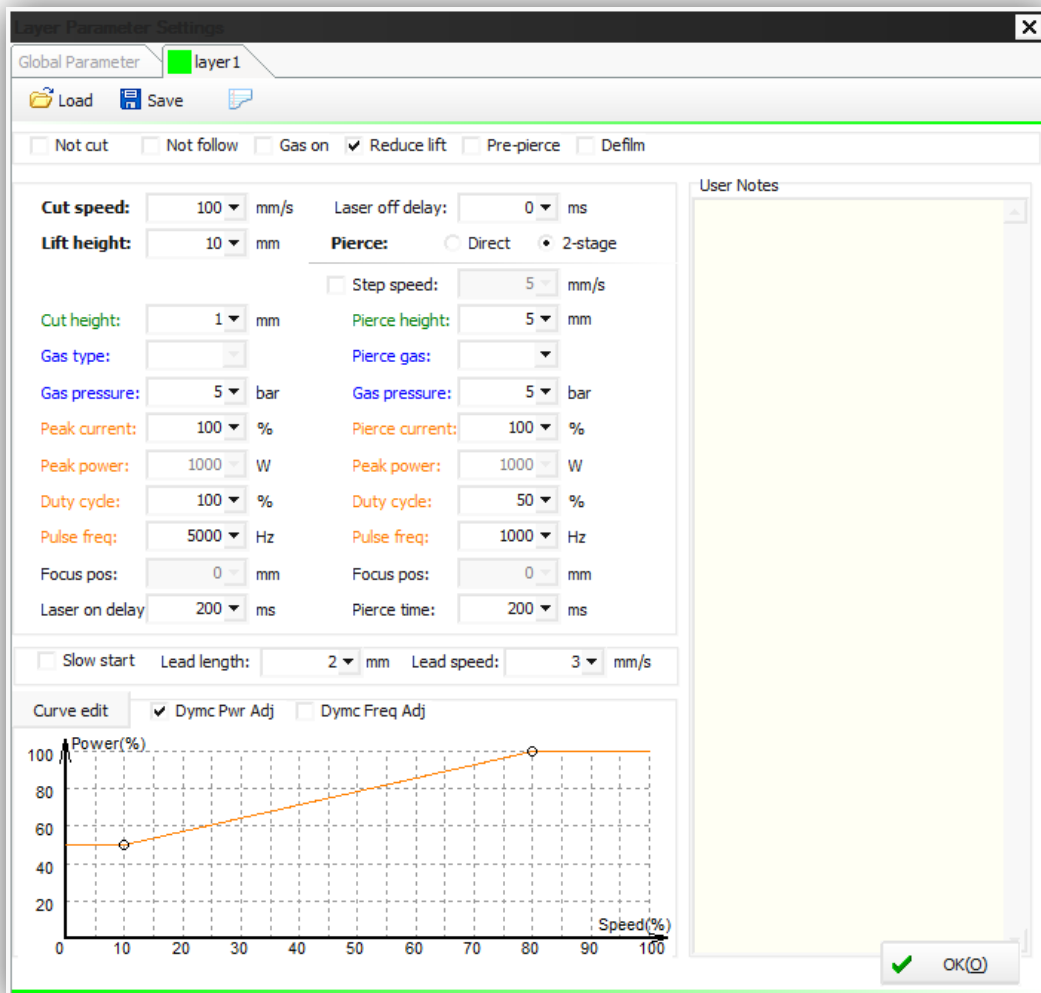 Layer Parameter Settings
Global Parameter layer1
Load Save
Not cut Not follow Gas on Reduce lift Pre-pierce Defilm
User Notes
Cut speed: 100 mm/s Laser off delay: 0 ms
Lift height: 10 mm Pierce: Direct 2-stage
Step speed: 5 mm/s
Cut height: 1 mm Pierce height: 5 mm
Gas type: Pierce gas:
Gas pressure: 5 bar Gas pressure: 5 bar
Peak current: 100 % Pierce current: 100 %
Peak power: 1000 W Peak power: 1000 W
Duty cycle: 100 % Duty cycle: 50 %
Pulse freq: 5000 Hz Pulse freq: 1000 Hz
Focus pos: 0 mm Focus pos: 0 mm
Laser on delay 200 ms Pierce time: 200 ms
Slow start Lead length: 2 mm Lead speed: 3 mm/s
Curve edit Dymc Pwr Adj Dymc Freq Adj
Power(%)
100
80
60
40
20
Speed(%)
0 10 20 30 40 50 60 70 80 90 100
OK(O)